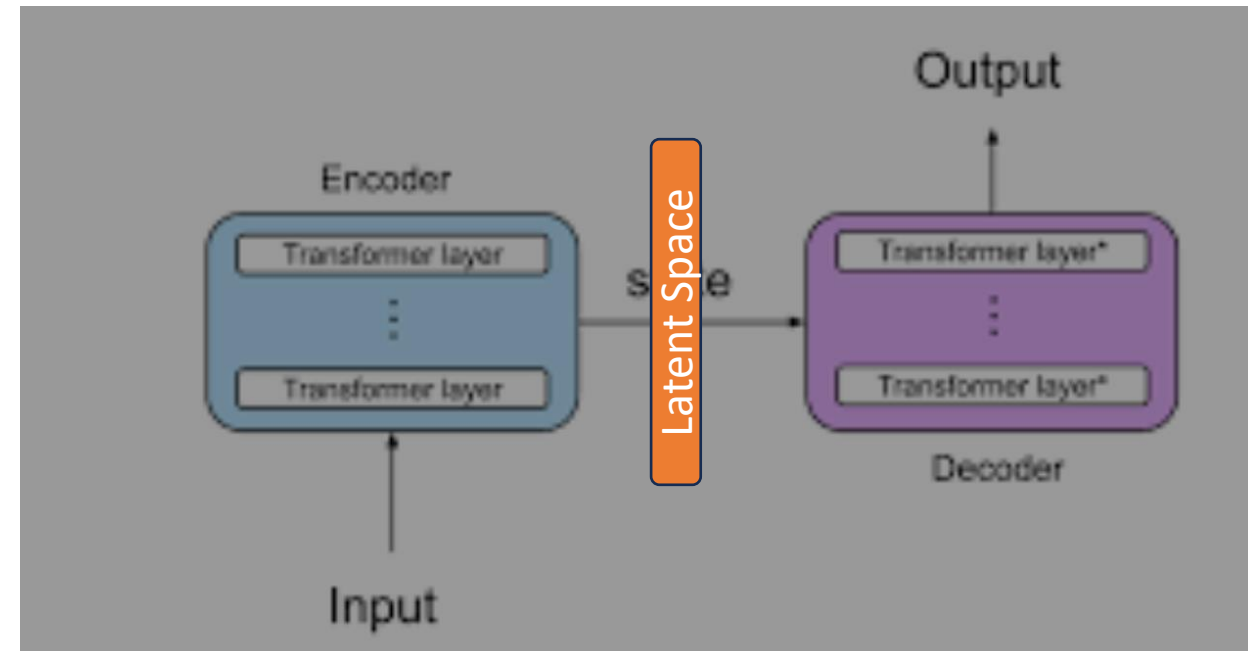 Output
Encoder
Transformer layer
Transformer layer
Latent Space
Transformer layer*
Transformer layer*
Decoder
Input